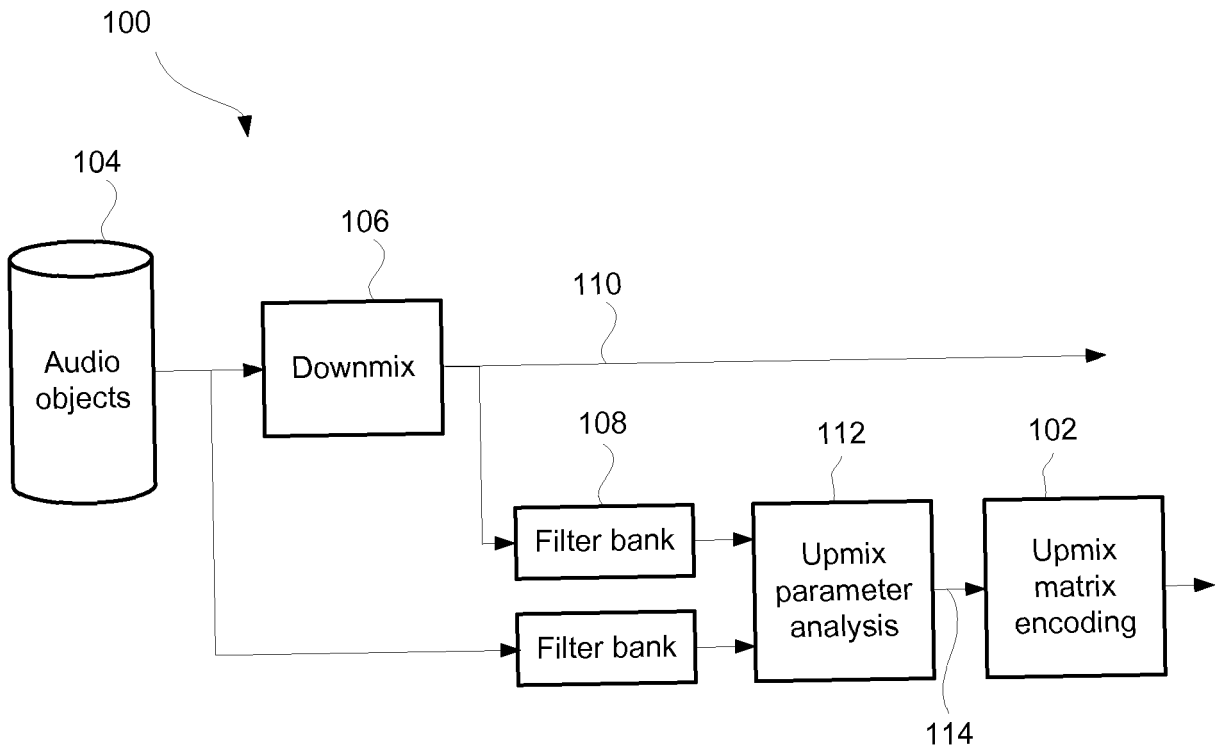 100
104
106
110
Audio
objects
Downmix
108
112
102
Filter bank
Upmix
parameter
analysis
Upmix
matrix
encoding
Filter bank
114